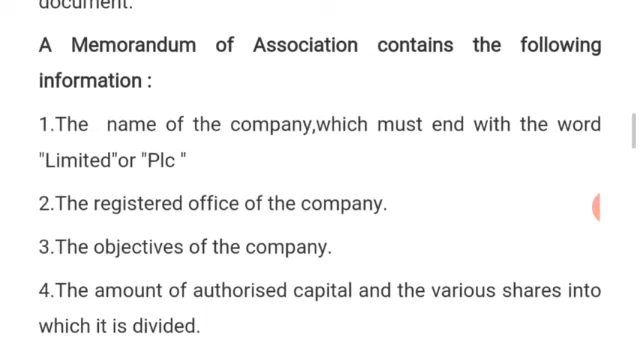 document.
A Memorandum of Association contains the following
information :
1.The name of the company,which must end with the word
"Limited"or "Plc "
2.The registered office of the company.
3.The objectives of the company.
4.The amount of authorised capital and the various shares into
which it is divided.